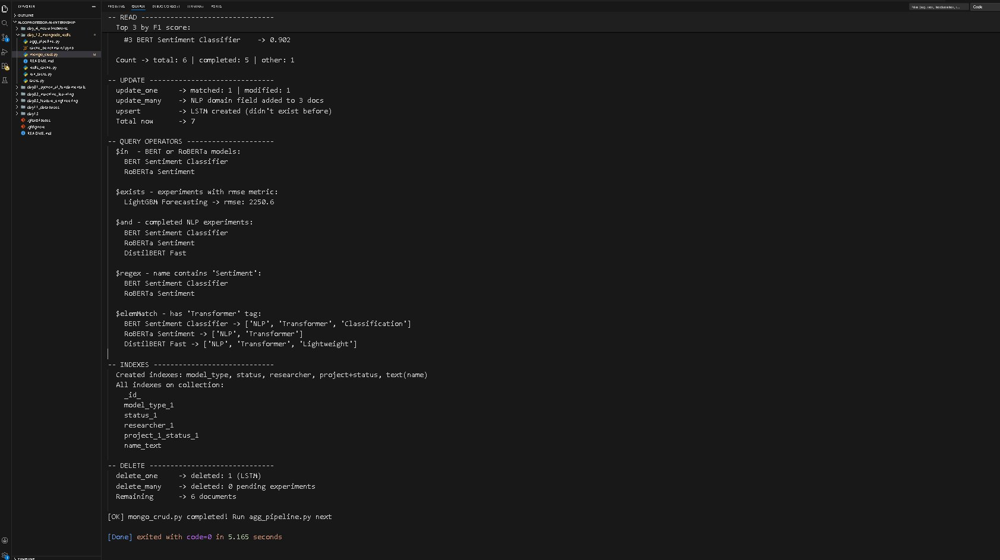 EXPLORER
PROBLEMS OUTPUT DEBUG CONSOLE TERMINAL PORTS
Code
OUTLINE
ALGOPROFESSOR-AI-INTERNSHIP
day_12_mongodb_redis
agg_pipeline.py
mongo_crud.py M
README.md
redis_cache.py
run_tests.py
tests.py
day01_python_ai_fundamentals
day02_machine_learning
day03_feature_engineering
day11_databases
day13
.gitattributes
.gitignore
README.md
TIMELINE
-- READ --------------------------------
Top 3 by F1 score:
#3 BERT Sentiment Classifier -> 0.902
Count -> total: 6 | completed: 5 | other: 1
-- UPDATE ------------------------------
update_one -> matched: 1 | modified: 1
update_many -> NLP domain field added to 3 docs
upsert -> LSTM created (didn't exist before)
Total now -> 7
-- QUERY OPERATORS ---------------------
$in - BERT or RoBERTa models:
BERT Sentiment Classifier
RoBERTa Sentiment
$exists - experiments with rmse metric:
LightGBM Forecasting -> rmse: 2250.6
$and - completed NLP experiments:
BERT Sentiment Classifier
RoBERTa Sentiment
DistilBERT Fast
$regex - name contains 'Sentiment':
BERT Sentiment Classifier
RoBERTa Sentiment
$elemMatch - has 'Transformer' tag:
BERT Sentiment Classifier -> ['NLP', 'Transformer', 'Classification']
RoBERTa Sentiment -> ['NLP', 'Transformer']
DistilBERT Fast -> ['NLP', 'Transformer', 'Lightweight']
-- INDEXES -----------------------------
Created indexes: model_type, status, researcher, project+status, text(name)
All indexes on collection:
_id_
model_type_1
status_1
researcher_1
project_1_status_1
name_text
-- DELETE ------------------------------
delete_one -> deleted: 1 (LSTM)
delete_many -> deleted: 0 pending experiments
Remaining -> 6 documents
[OK] mongo_crud.py completed! Run agg_pipeline.py next
[Done] exited with code=0 in 5.165 seconds